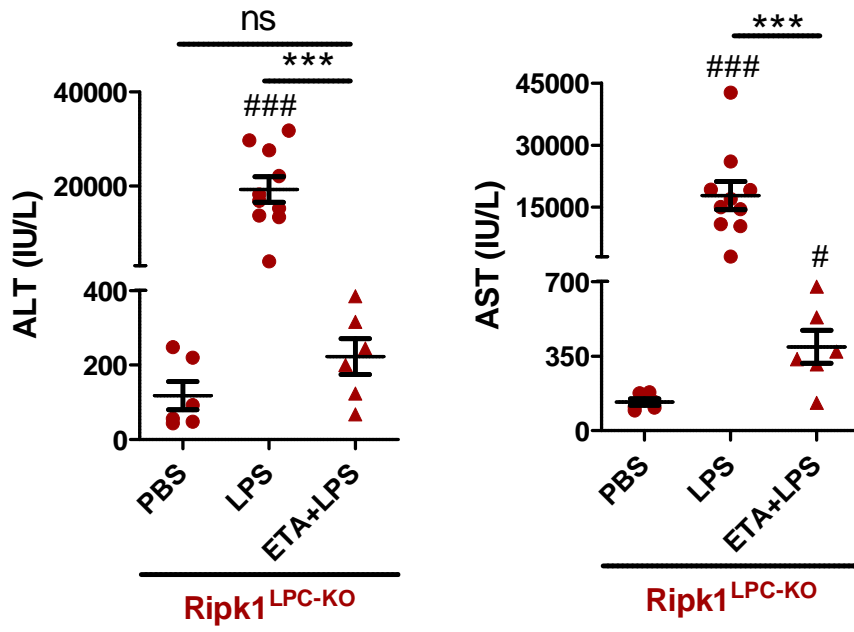 ns
***
###
ALT (IU/L)
40000
20000
400
200
0
PBS
LPS
ETA+LPS
Ripk1LPC-KO
***
###
#
AST (IU/L)
45000
30000
15000
700
350
0
PBS
LPS
ETA+LPS
Ripk1LPC-KO